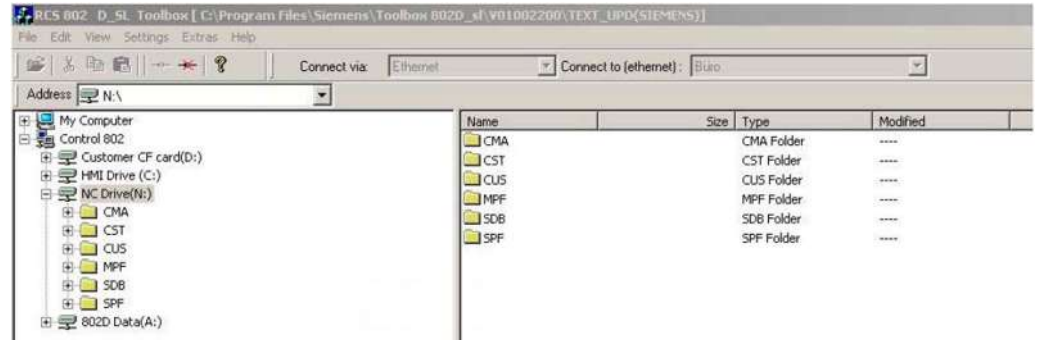 RCS 802 D_SL Toolbox [ C:\Program Files\Siemens\Toolbox 802D_sl\V01002200\TEXT_UPD(SIEMENS)]
File Edit View Settings Extras Help
Connect via: Ethernet Connect to (ethernet): Büro
Address N:\
My Computer
Control 802
Customer CF card(D:)
HMI Drive (C:)
NC Drive(N:)
CMA
CST
CUS
MPF
SDB
SPF
802D Data(A:)
Name Size Type Modified
CMA CMA Folder ----
CST CST Folder ----
CUS CUS Folder ----
MPF MPF Folder ----
SDB SDB Folder ----
SPF SPF Folder ----